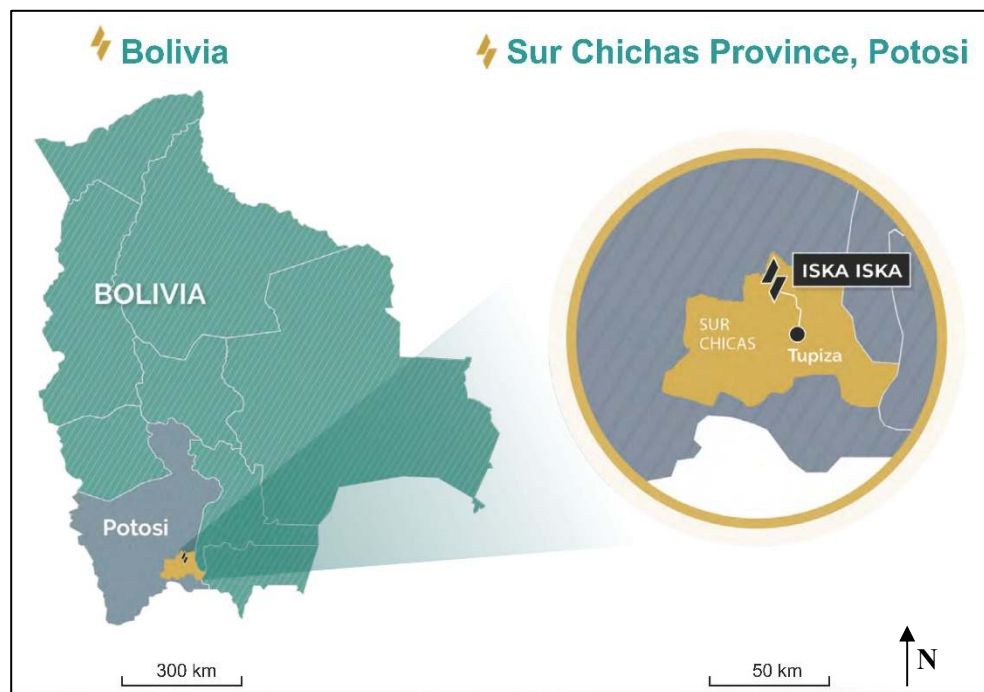 Bolivia
Sur Chichas Province, Potosi
BOLIVIA
Potosi
ISKA ISKA
SUR
CHICAS
Tupiza
300 km
50 km
N